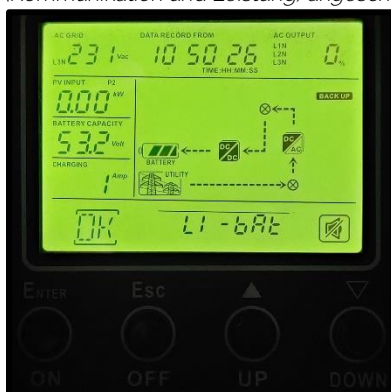 AC GRID DATA RECORD FROM AC OUTPUT
L1N 231 Vac 10 50 26 L1N L2N L3N 0 %
TIME:HH:MM:SS
PV INPUT P2
0.00 kW
BACK UP
BATTERY CAPACITY
53.2 Volt
DC DC
DC AC
CHARGING
1 Amp
BATTERY
UTILITY
OK LI-bAt
ENTER ESC
ON OFF UP DOWN